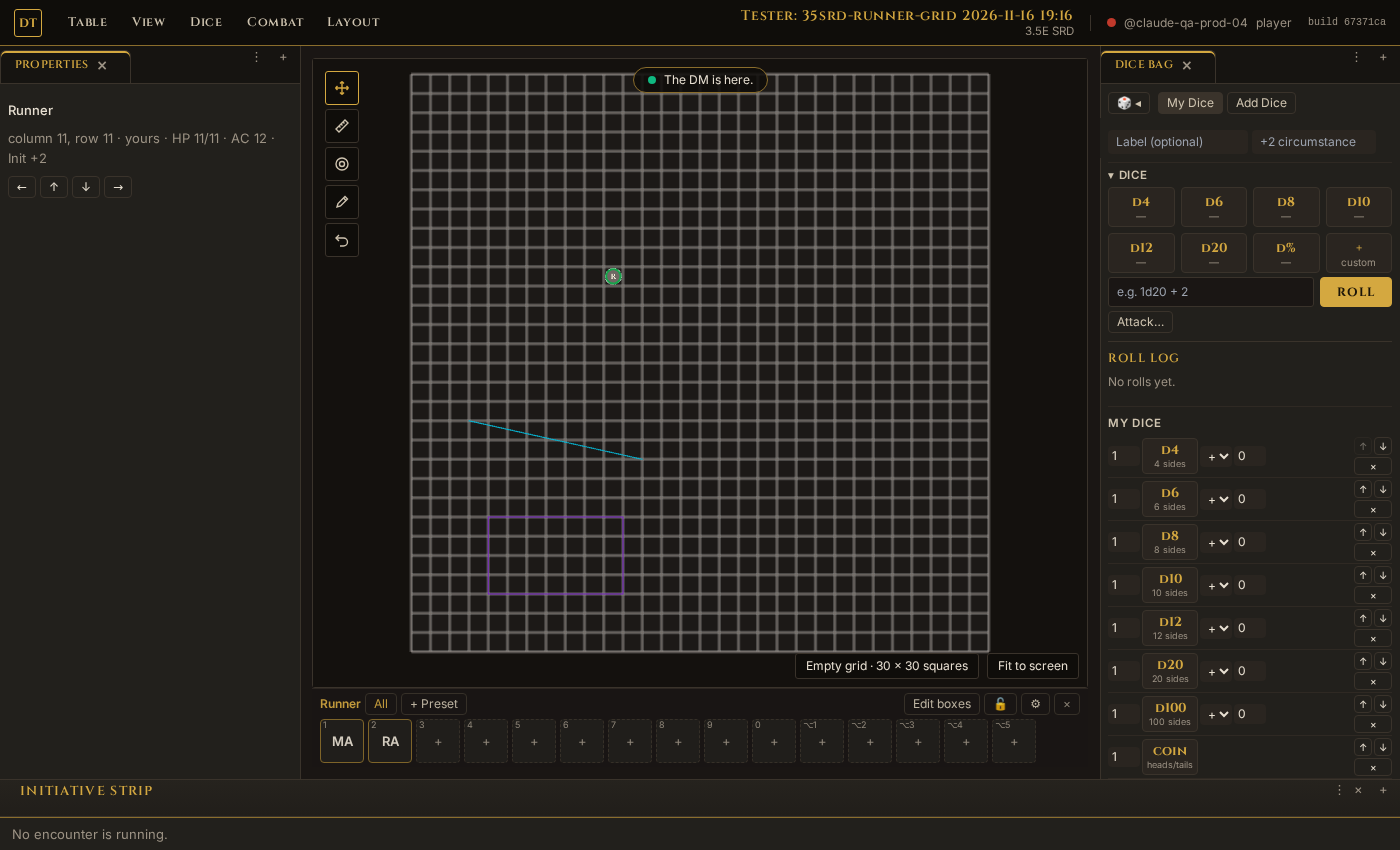 DT TABLE VIEW DICE COMBAT LAYOUT
TESTER: 35SRD-RUNNER-GRID 2026-11-16 19:16
3.5E SRD
@claude-qa-prod-04 player build 67371ca
PROPERTIES
Runner
column 11, row 11 · yours · HP 11/11 · AC 12 ·
Init +2
The DM is here.
R
Empty grid · 30 × 30 squares
Fit to screen
Runner All + Preset Edit boxes
1 2 3 4 5 6 7 8 9 0 ⌥1 ⌥2 ⌥3 ⌥4 ⌥5
MA RA + + + + + + + + + + + + +
DICE BAG
My Dice Add Dice
Label (optional) +2 circumstance
▾ DICE
D4 D6 D8 D10
— — — —
D12 D20 D% +
— — — custom
e.g. 1d20 + 2 ROLL
Attack...
ROLL LOG
No rolls yet.
MY DICE
1 D4 + 0
4 sides
1 D6 + 0
6 sides
1 D8 + 0
8 sides
1 D10 + 0
10 sides
1 D12 + 0
12 sides
1 D20 + 0
20 sides
1 D100 + 0
100 sides
1 COIN
heads/tails
INITIATIVE STRIP
No encounter is running.